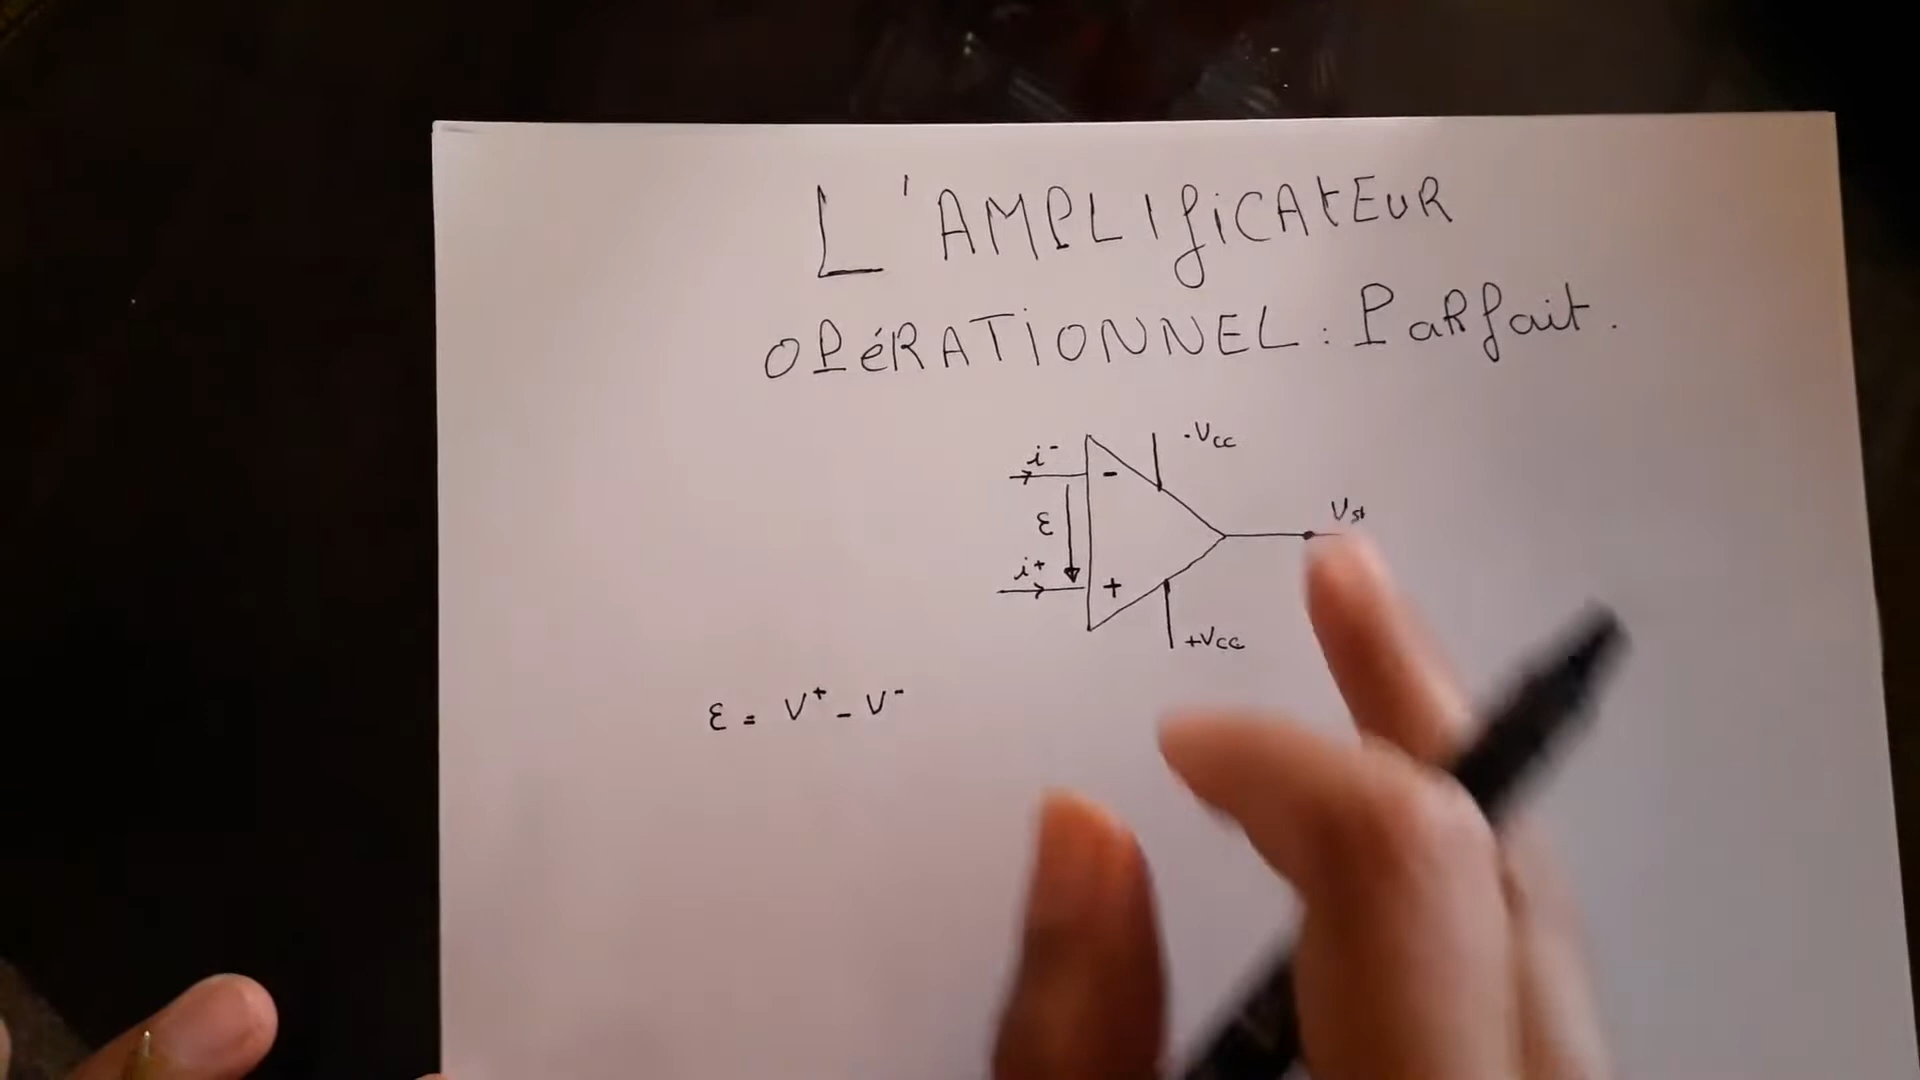 L'AMPLIfiCAtEUR
OPéRATiONNEL : PaRfait.
i-
-
-Vcc
ε
Vs
i+
+
+Vcc
ε = V+ - V-